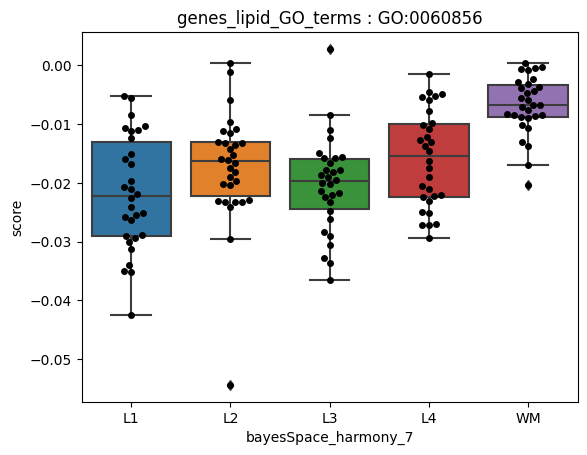 genes_lipid_GO_terms : GO:0060856
0.00
−0.01
−0.02
−0.03
−0.04
−0.05
score
L1 L2 L3 L4 WM
bayesSpace_harmony_7